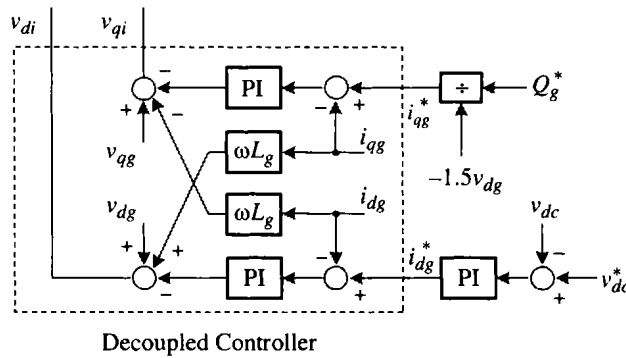 v_di
v_qi
−
PI
−
+
÷
Q_g^*
+
−
i_qg^*
v_qg
ωL_g
i_qg
−1.5v_dg
v_dg
ωL_g
i_dg
v_dc
+
+
−
i_dg^*
−
−
PI
+
PI
+
Decoupled Controller